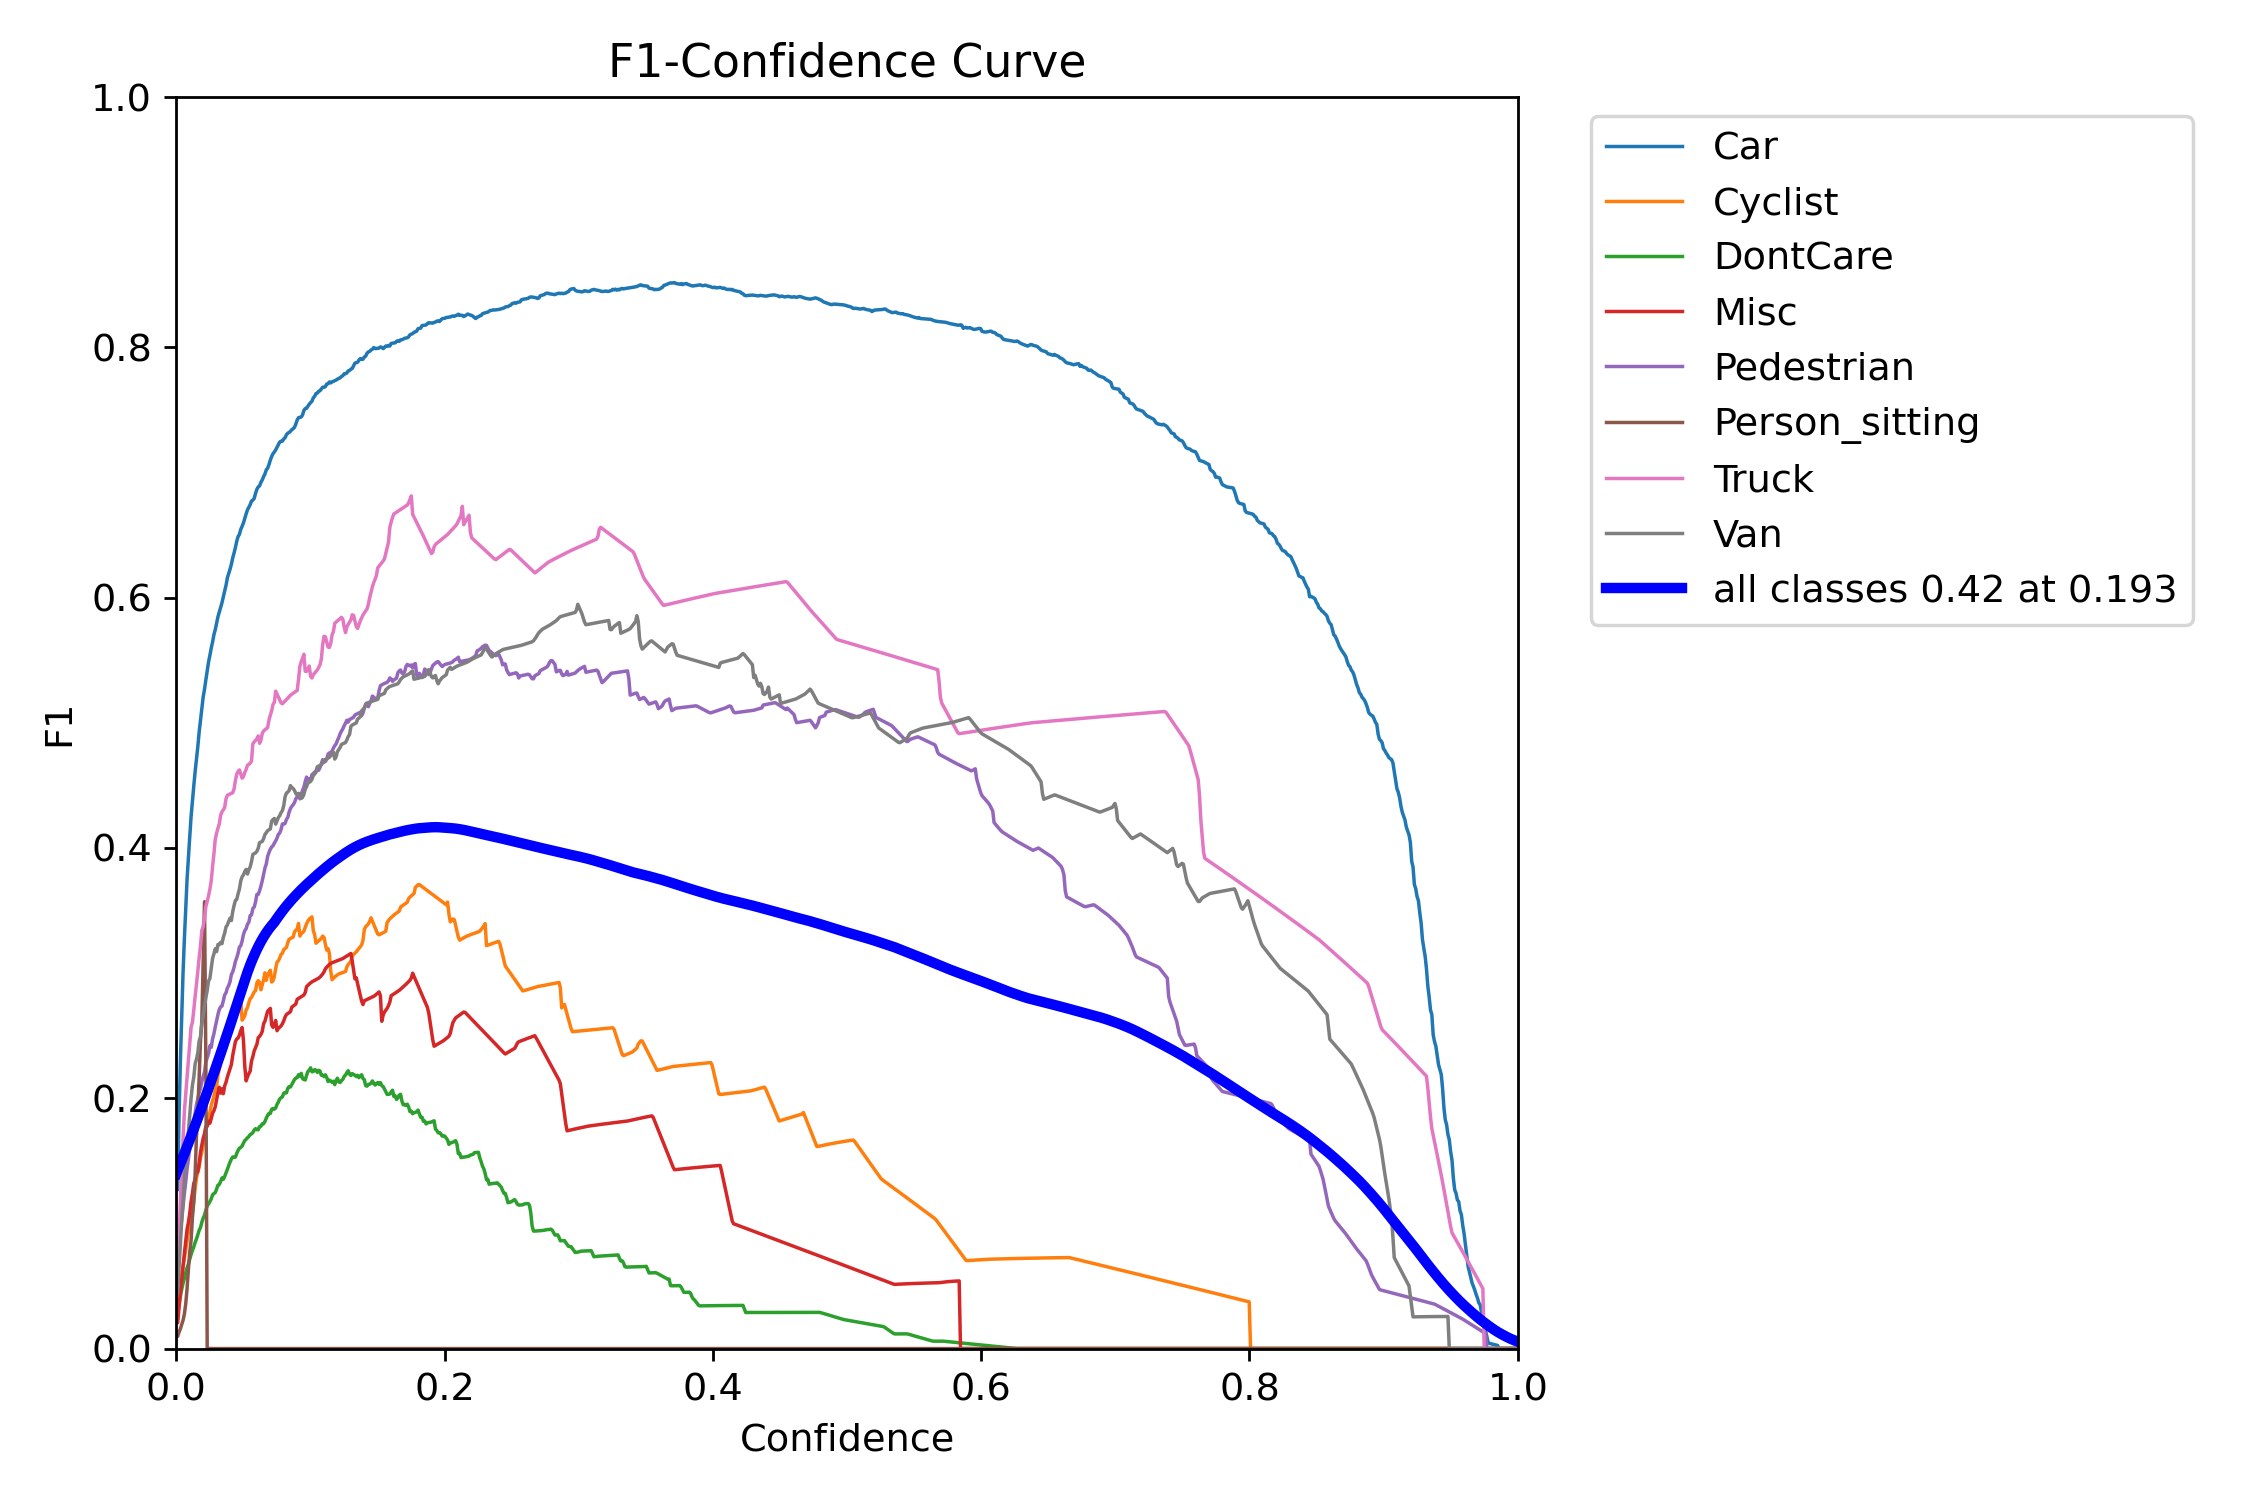 F1-Confidence Curve
1.0
0.8
0.6
0.4
0.2
0.0
F1
0.0 0.2 0.4 0.6 0.8 1.0
Confidence
Car
Cyclist
DontCare
Misc
Pedestrian
Person_sitting
Truck
Van
all classes 0.42 at 0.193